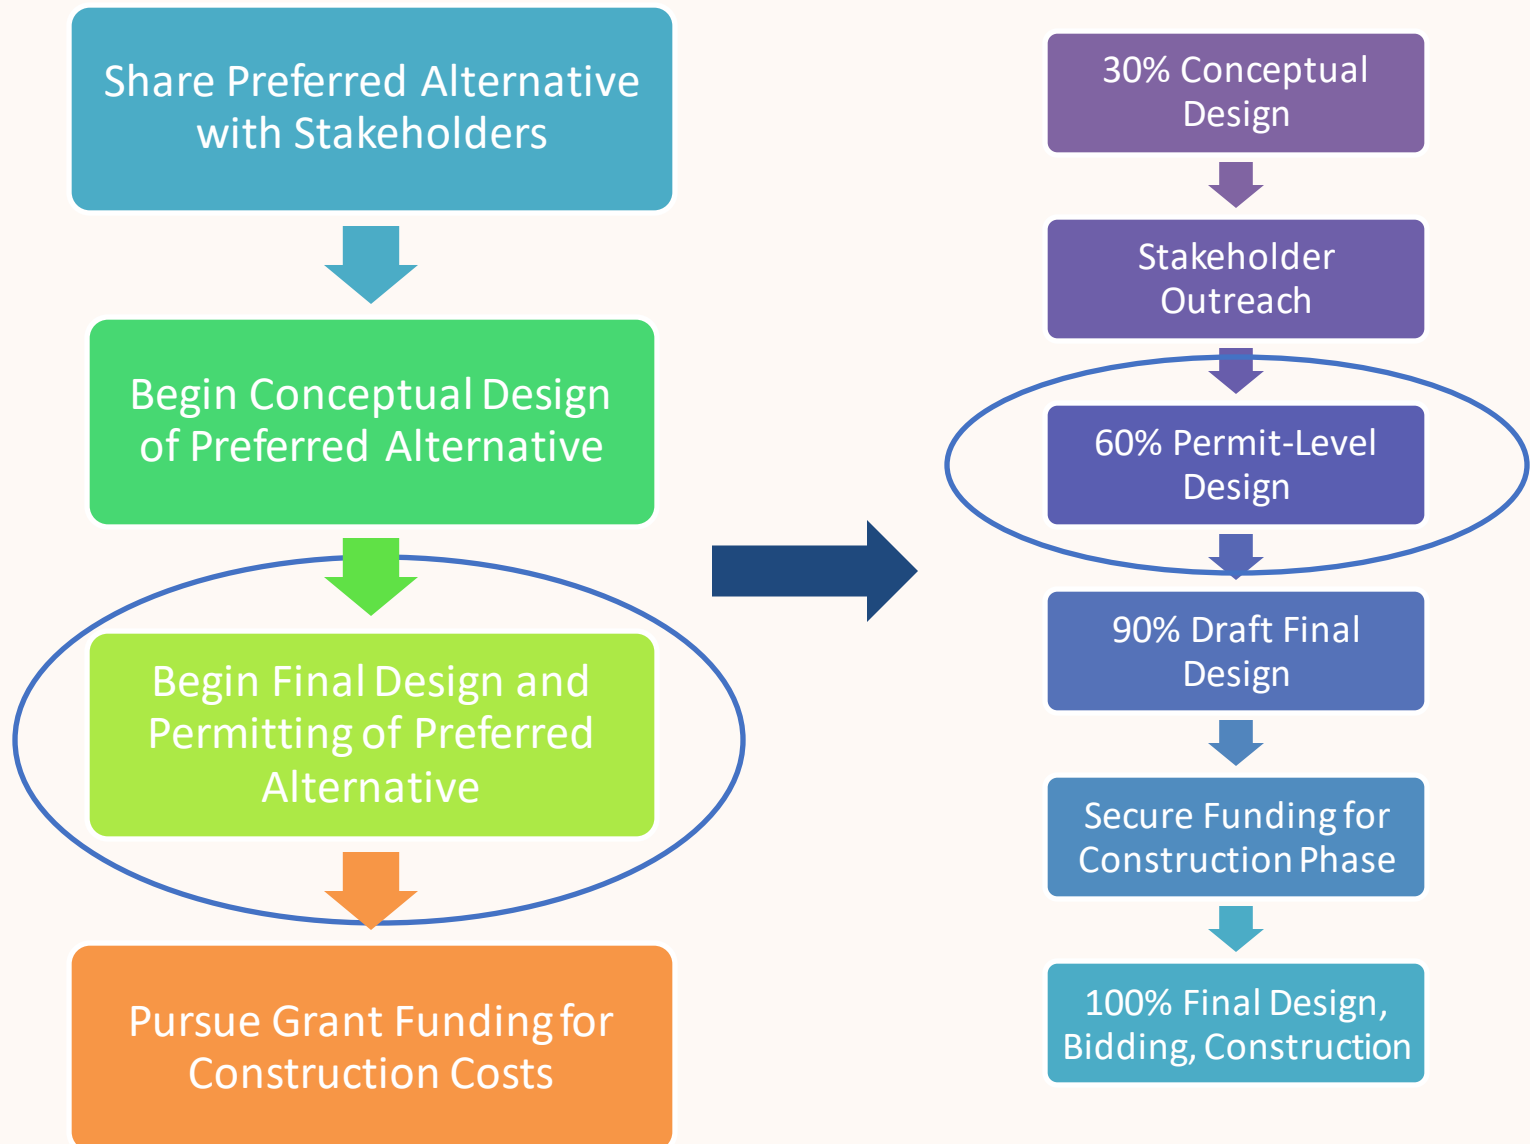 Share Preferred Alternative
with Stakeholders
Begin Conceptual Design
of Preferred Alternative
Begin Final Design and
Permitting of Preferred
Alternative
Pursue Grant Funding for
Construction Costs
30% Conceptual
Design
Stakeholder
Outreach
60% Permit-Level
Design
90% Draft Final
Design
Secure Funding for
Construction Phase
100% Final Design,
Bidding, Construction